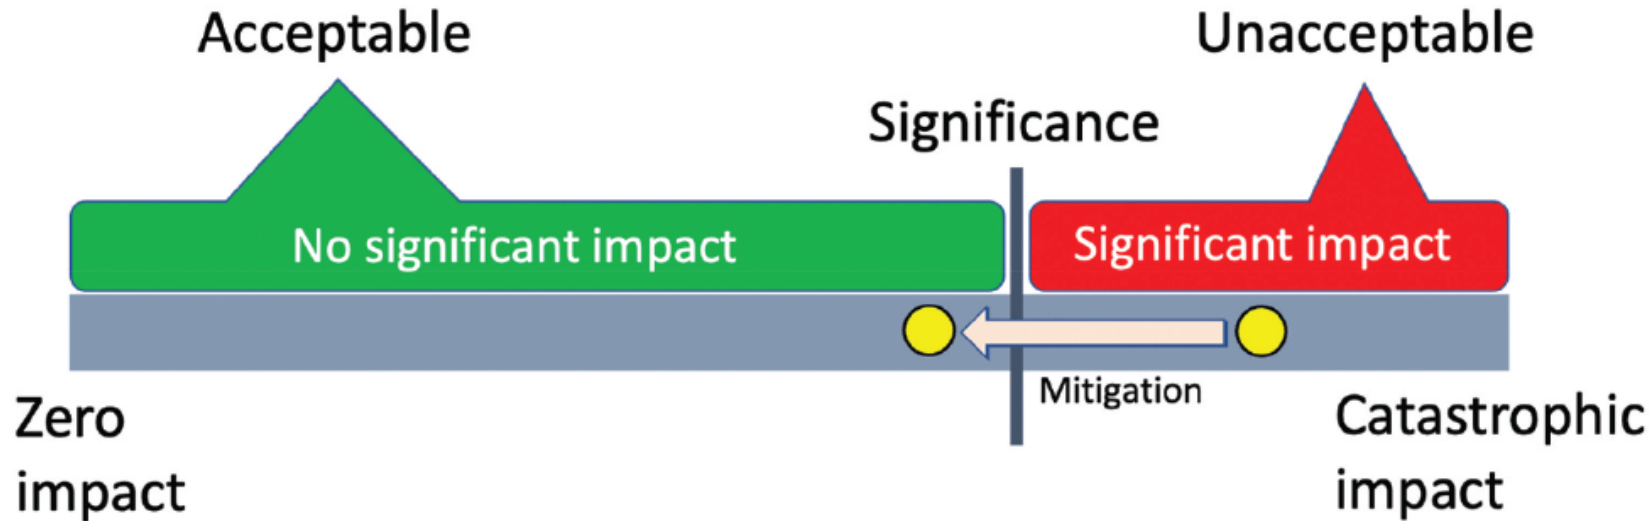 Acceptable
Unacceptable
Significance
No significant impact
Significant impact
Mitigation
Zero
impact
Catastrophic
impact